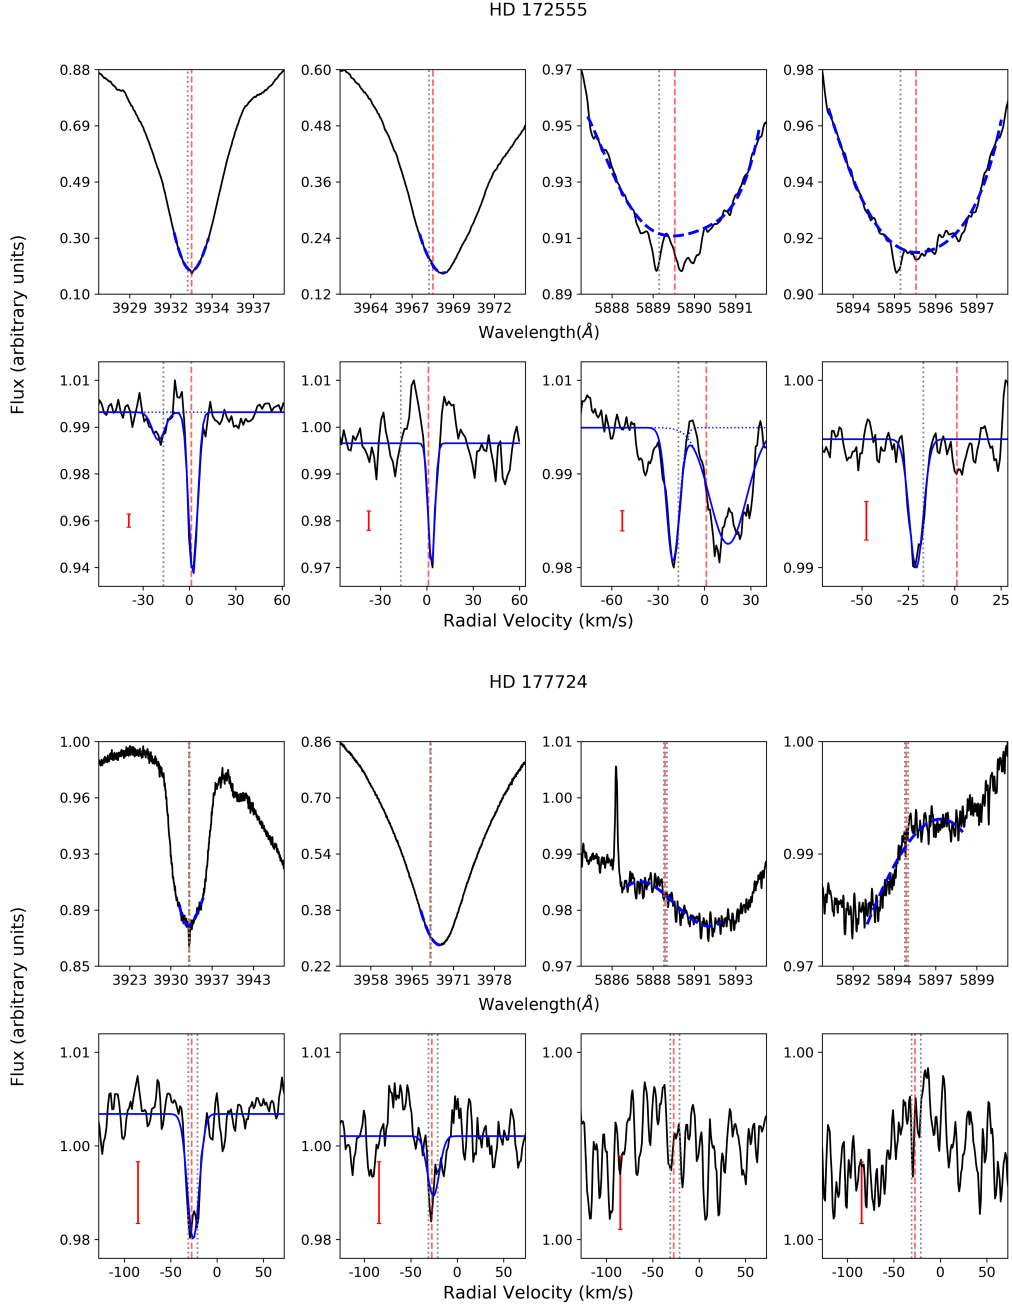 HD 172555
0.88
0.69
0.49
0.30
0.10
3929 3932 3934 3937
0.60
0.48
0.36
0.24
0.12
3964 3967 3969 3972
0.97
0.95
0.93
0.91
0.89
5888 5889 5890 5891
0.98
0.96
0.94
0.92
0.90
5894 5895 5896 5897
Wavelength(Å)
Flux (arbitrary units)
1.01
0.99
0.98
0.96
0.94
-30 0 30 60
1.01
1.00
0.99
0.98
0.97
-30 0 30 60
1.01
0.99
0.98
-60 -30 0 30
1.00
0.99
-50 -25 0 25
Radial Velocity (km/s)
HD 177724
1.00
0.96
0.93
0.89
0.85
3923 3930 3937 3943
0.86
0.70
0.54
0.38
0.22
3958 3965 3971 3978
1.01
1.00
0.99
0.98
0.97
5886 5888 5891 5893
1.00
0.99
0.97
5892 5894 5897 5899
Wavelength(Å)
Flux (arbitrary units)
1.01
1.00
0.98
-100 -50 0 50
1.01
1.00
0.98
-100 -50 0 50
1.00
1.00
-100 -50 0 50
1.00
1.00
-100 -50 0 50
Radial Velocity (km/s)